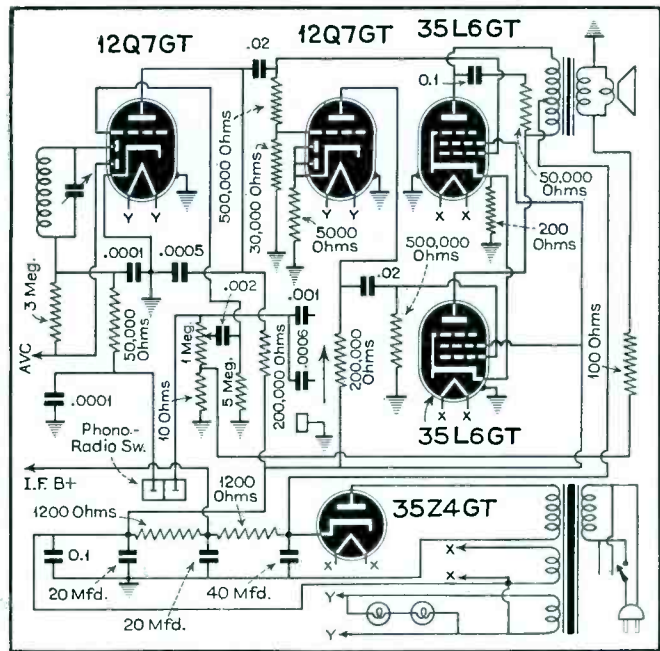 12Q7GT
.02
12Q7GT
35L6GT
0.1
500,000 Ohms
30,000 Ohms
Y Y
Y Y
X X
5000
Ohms
50,000
Ohms
200
Ohms
500,000
Ohms
.0001
.0005
.02
3 Meg.
50,000
Ohms
.002
.001
1 Meg.
.0006
200,000
Ohms
100 Ohms
AVC
10 Ohms
5 Meg.
200,000 Ohms
X X
.0001
35L6GT
Phono-
Radio Sw.
I.F. B+
1200
Ohms
1200 Ohms
35Z4GT
X X
0.1
X
X
20 Mfd.
40 Mfd.
20 Mfd.
Y
Y